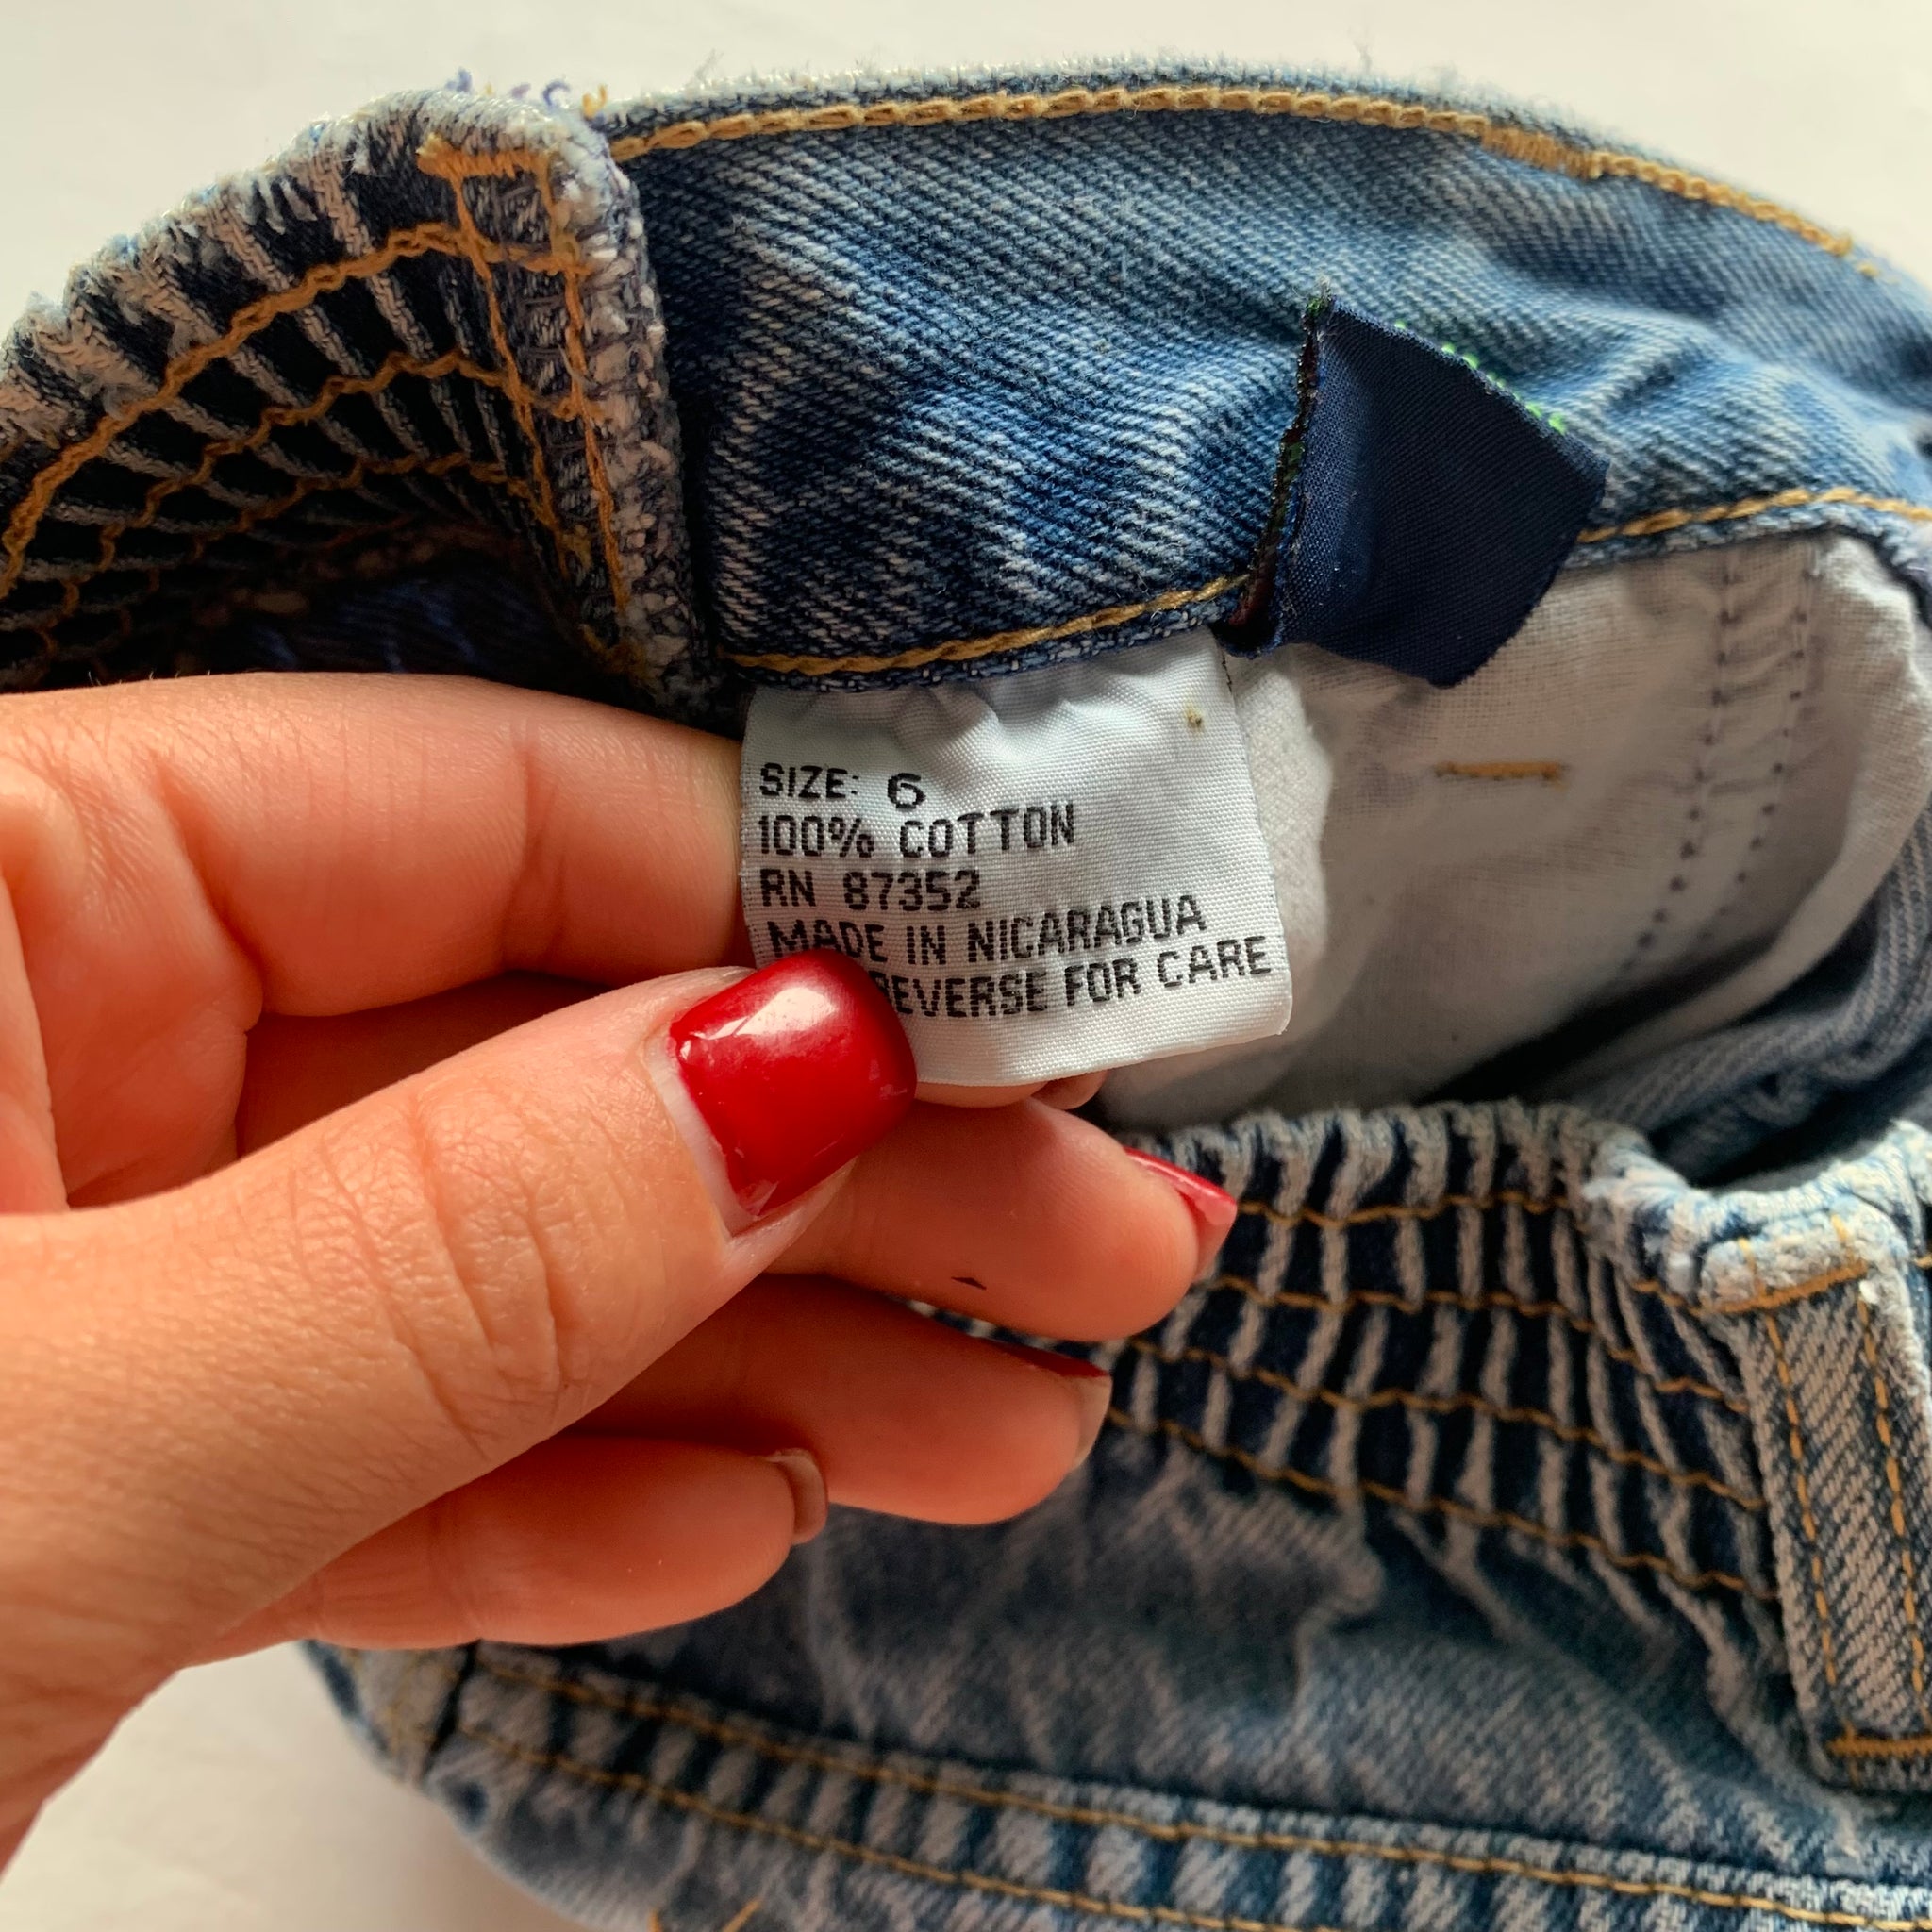 SIZE: 6
100% COTTON
RN 87352
MADE IN NICARAGUA
REVERSE FOR CARE